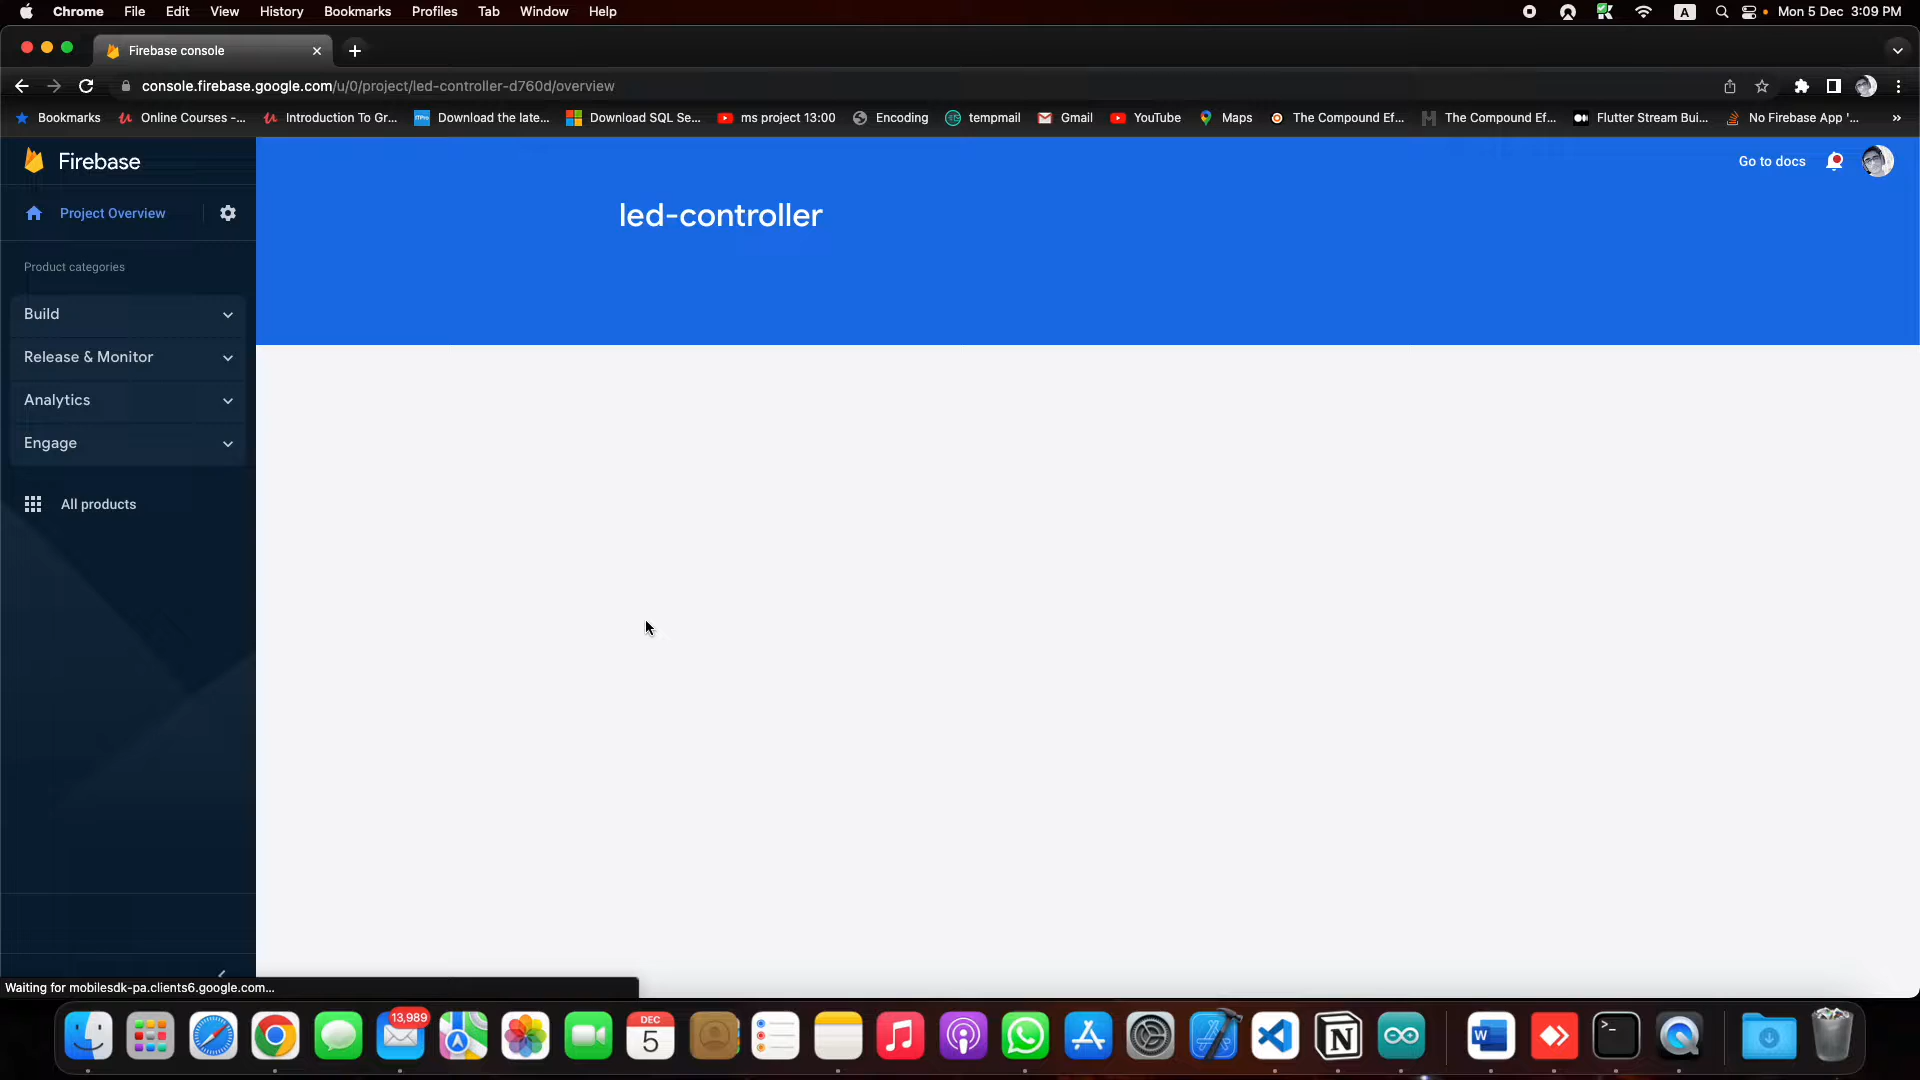 Chrome File Edit View History Bookmarks Profiles Tab Window Help A Mon 5 Dec 3:09 PM
Firebase console
console.firebase.google.com/u/0/project/led-controller-d760d/overview
Bookmarks Online Courses -... Introduction To Gr... Download the late... Download SQL Se... ms project 13:00 Encoding tempmail Gmail YouTube Maps The Compound Ef... The Compound Ef... Flutter Stream Bui... No Firebase App '... »
Firebase
Go to docs
Project Overview
led-controller
Product categories
Build
Release & Monitor
Analytics
Engage
All products
Waiting for mobilesdk-pa.clients6.google.com...
13,989
DEC
5